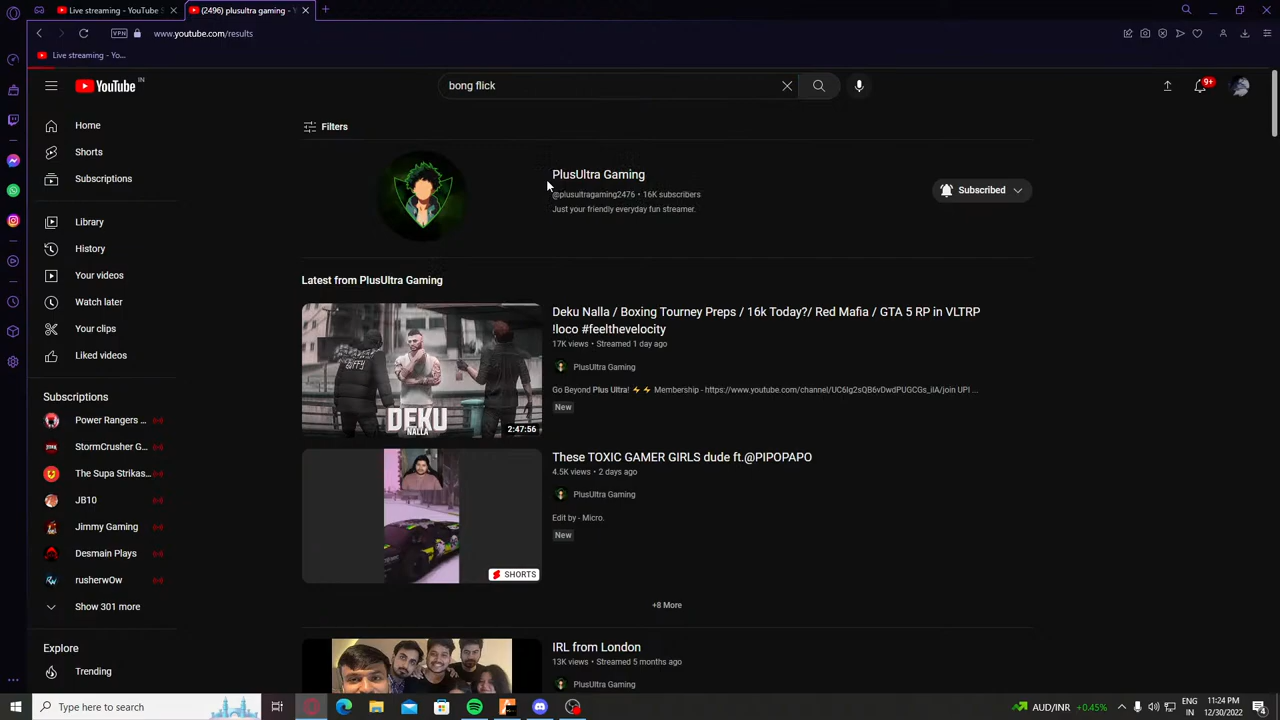 Live streaming - YouTube S
(2496) plusultra gaming -
VPN
www.youtube.com/results
Live streaming - Yo...
YouTube IN
bong flick
9+
Home
Shorts
Subscriptions
Library
History
Your videos
Watch later
Your clips
Liked videos
Subscriptions
Power Rangers ...
StormCrusher G...
The Supa Strikas...
JB10
Jimmy Gaming
Desmain Plays
rusherwOw
Show 301 more
Explore
Trending
Filters
PlusUltra Gaming
@plusultragaming2476 • 16K subscribers
Just your friendly everyday fun streamer.
Subscribed
Latest from PlusUltra Gaming
DEKU
NALLA
2:47:56
Deku Nalla / Boxing Tourney Preps / 16k Today?/ Red Mafia / GTA 5 RP in VLTRP
!loco #feelthevelocity
17K views • Streamed 1 day ago
PlusUltra Gaming
Go Beyond Plus Ultra! ⚡ ⚡ Membership - https://www.youtube.com/channel/UC6Ig2sQB6vDwdPUGCGs_iIA/join UPI ...
New
SHORTS
These TOXIC GAMER GIRLS dude ft.@PIPOPAPO
4.5K views • 2 days ago
PlusUltra Gaming
Edit by - Micro.
New
+8 More
IRL from London
13K views • Streamed 5 months ago
PlusUltra Gaming
Type here to search
AUD/INR +0.45%
ENG
IN
11:24 PM
12/30/2022